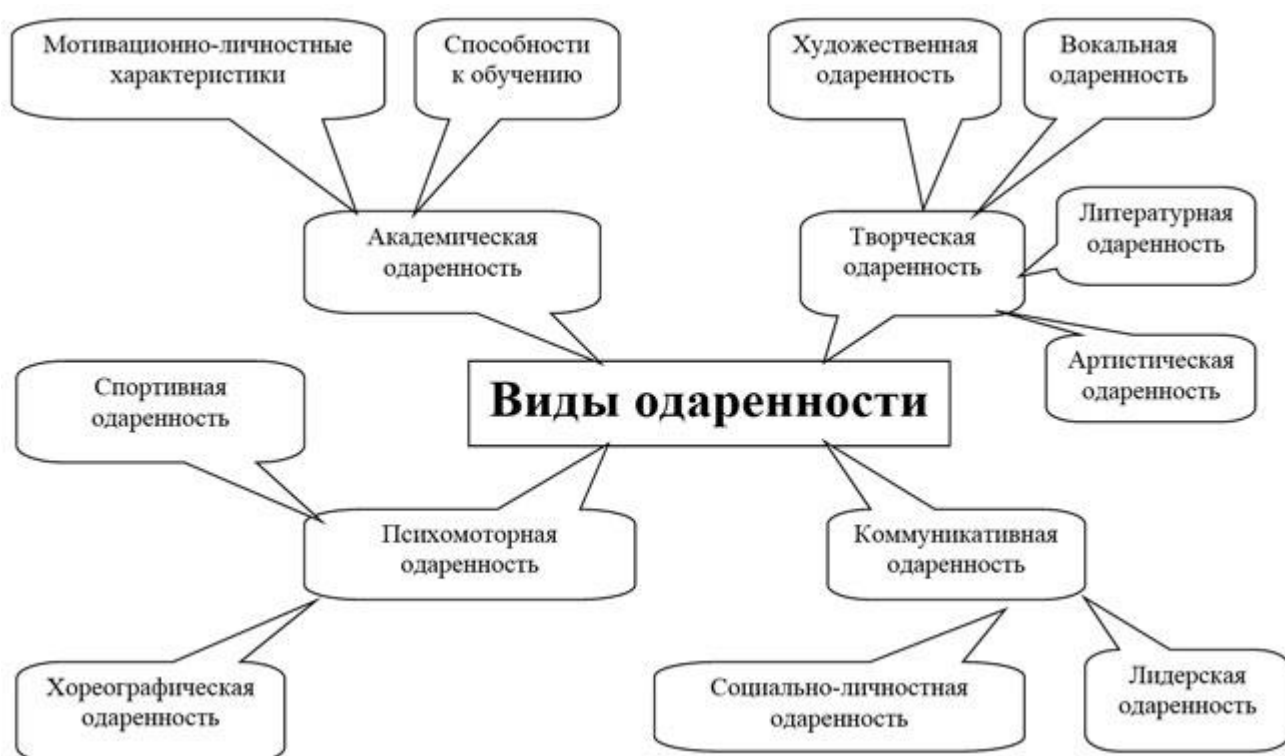 Мотивационно-личностные
характеристики
Способности
к обучению
Художественная
одаренность
Вокальная
одаренность
Академическая
одаренность
Творческая
одаренность
Литературная
одаренность
Артистическая
одаренность
Виды одаренности
Спортивная
одаренность
Психомоторная
одаренность
Коммуникативная
одаренность
Хореографическая
одаренность
Социально-личностная
одаренность
Лидерская
одаренность